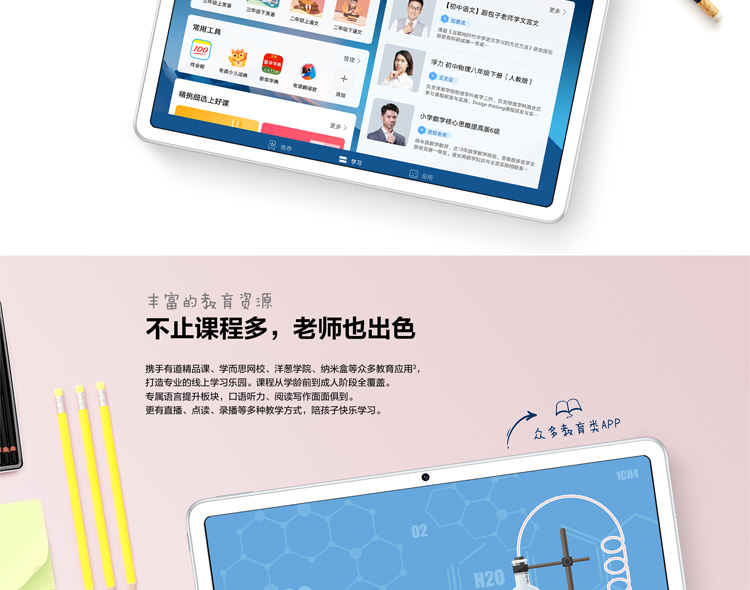 三年级上英语
三年级下英语
二年级上语文
二年级下语文
常用工具
管理 >
100
作业帮
有道少儿词典
新华字典
有道翻译官
添加
精挑细选上好课
更多 >
【初中语文】跟包子老师学文言文
更多 >
包君成
浮力 初中物理八年级下册（人教版）
王文征
小学数学核心思维提高版6级
推荐
学习
应用
丰富的教育资源
不止课程多，老师也出色
携手有道精品课、学而思网校、洋葱学院、纳米盒等众多教育应用³，
打造专业的线上学习乐园。课程从学龄前到成人阶段全覆盖。
专属语言提升板块，口语听力、阅读写作面面俱到。
更有直播、点读、录播等多种教学方式，陪孩子快乐学习。
众多教育类APP
1CH4
02
H20